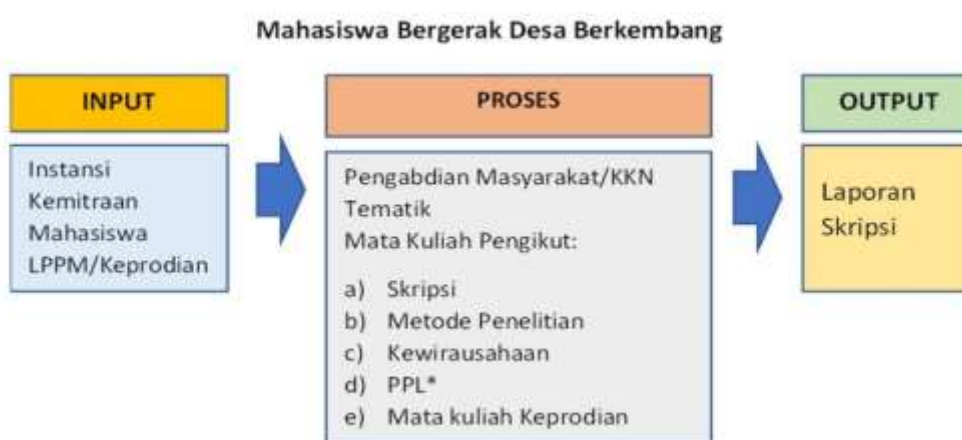 Mahasiswa Bergerak Desa Berkembang
INPUT
Instansi
Kemitraan
Mahasiswa
LPPM/Keprodian
PROSES
Pengabdian Masyarakat/KKN
Tematik
Mata Kuliah Pengikut:
a) Skripsi
b) Metode Penelitian
c) Kewirausahaan
d) PPL*
e) Mata kuliah Keprodian
OUTPUT
Laporan
Skripsi